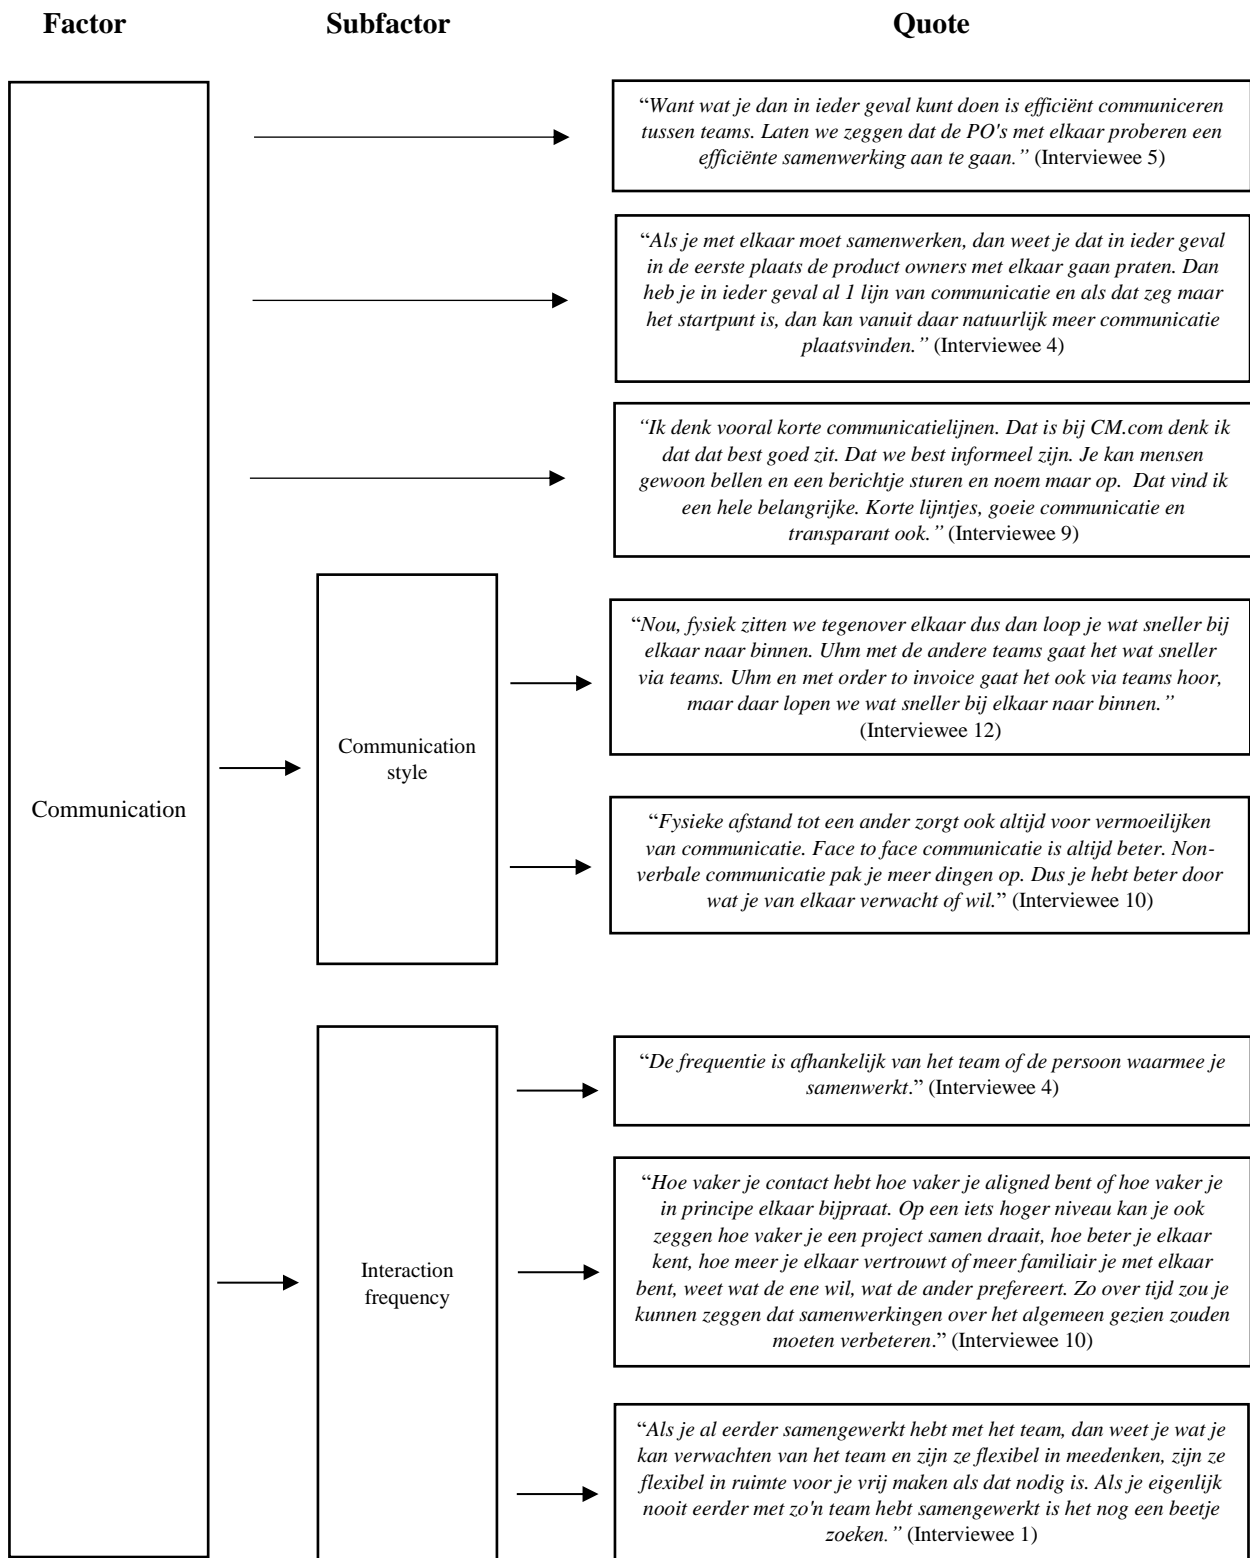 Factor Subfactor Quote
“Want wat je dan in ieder geval kunt doen is efficiënt communiceren
tussen teams. Laten we zeggen dat de PO's met elkaar proberen een
efficiënte samenwerking aan te gaan.” (Interviewee 5)
“Als je met elkaar moet samenwerken, dan weet je dat in ieder geval
in de eerste plaats de product owners met elkaar gaan praten. Dan
heb je in ieder geval al 1 lijn van communicatie en als dat zeg maar
het startpunt is, dan kan vanuit daar natuurlijk meer communicatie
plaatsvinden.” (Interviewee 4)
“Ik denk vooral korte communicatielijnen. Dat is bij CM.com denk ik
dat dat best goed zit. Dat we best informeel zijn. Je kan mensen
gewoon bellen en een berichtje sturen en noem maar op.  Dat vind ik
een hele belangrijke. Korte lijntjes, goeie communicatie en
transparant ook.” (Interviewee 9)
Communication
Communication
style
“Nou, fysiek zitten we tegenover elkaar dus dan loop je wat sneller bij
elkaar naar binnen. Uhm met de andere teams gaat het wat sneller
via teams. Uhm en met order to invoice gaat het ook via teams hoor,
maar daar lopen we wat sneller bij elkaar naar binnen.”
(Interviewee 12)
“Fysieke afstand tot een ander zorgt ook altijd voor vermoeilijken
van communicatie. Face to face communicatie is altijd beter. Non-
verbale communicatie pak je meer dingen op. Dus je hebt beter door
wat je van elkaar verwacht of wil.” (Interviewee 10)
Interaction
frequency
“De frequentie is afhankelijk van het team of de persoon waarmee je
samenwerkt.” (Interviewee 4)
“Hoe vaker je contact hebt hoe vaker je aligned bent of hoe vaker je
in principe elkaar bijpraat. Op een iets hoger niveau kan je ook
zeggen hoe vaker je een project samen draait, hoe beter je elkaar
kent, hoe meer je elkaar vertrouwt of meer familiair je met elkaar
bent, weet wat de ene wil, wat de ander prefereert. Zo over tijd zou je
kunnen zeggen dat samenwerkingen over het algemeen gezien zouden
moeten verbeteren.” (Interviewee 10)
“Als je al eerder samengewerkt hebt met het team, dan weet je wat je
kan verwachten van het team en zijn ze flexibel in meedenken, zijn ze
flexibel in ruimte voor je vrij maken als dat nodig is. Als je eigenlijk
nooit eerder met zo'n team hebt samengewerkt is het nog een beetje
zoeken.” (Interviewee 1)